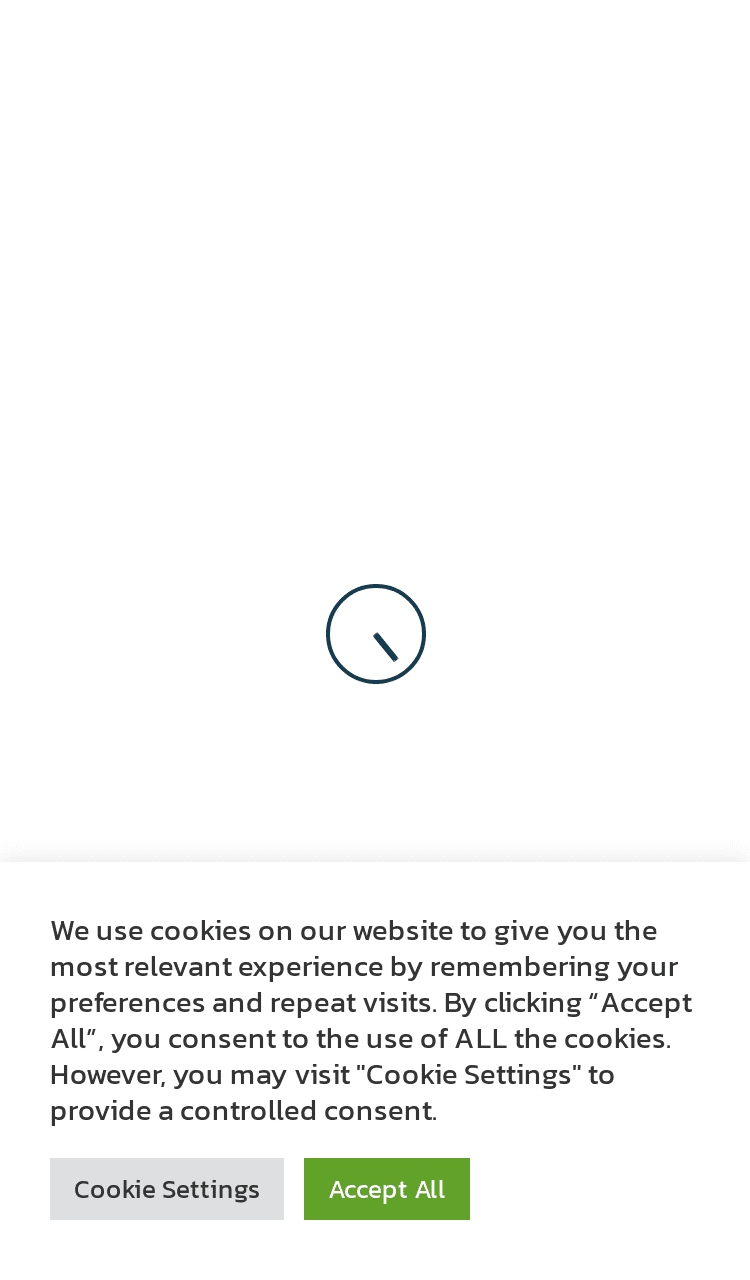 We use cookies on our website to give you the
most relevant experience by remembering your
preferences and repeat visits. By clicking “Accept
All”, you consent to the use of ALL the cookies.
However, you may visit "Cookie Settings" to
provide a controlled consent.
Cookie Settings
Accept All